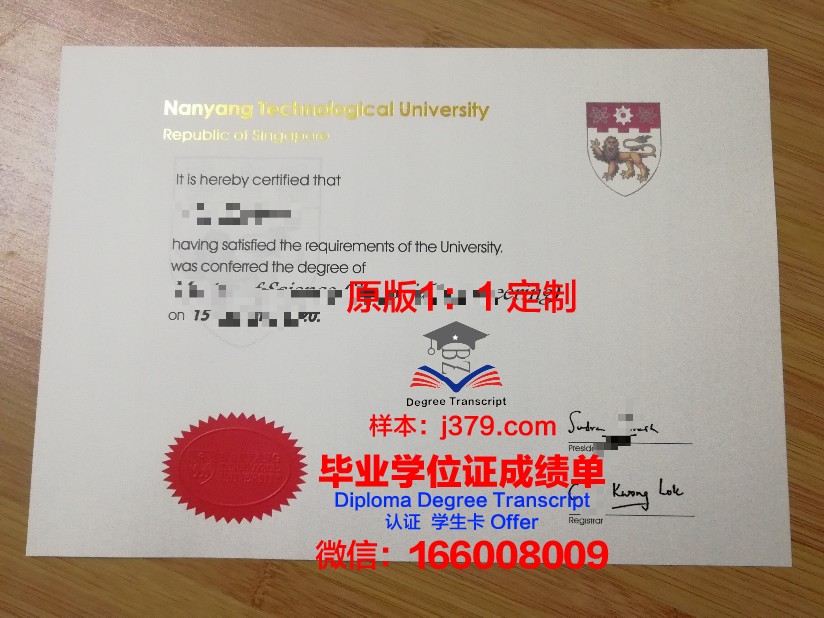 Nanyang Technological University
Republic of Singapore
It is hereby certified that
having satisfied the requirements of the University,
was conferred the degree of
原版1：1定制
on 15
Degree Transcript
样本：j379.com
毕业学位证成绩单
Diploma Degree Transcript
Kwong Lok
认证 学生卡 Offer
Registrar
微信：166008009